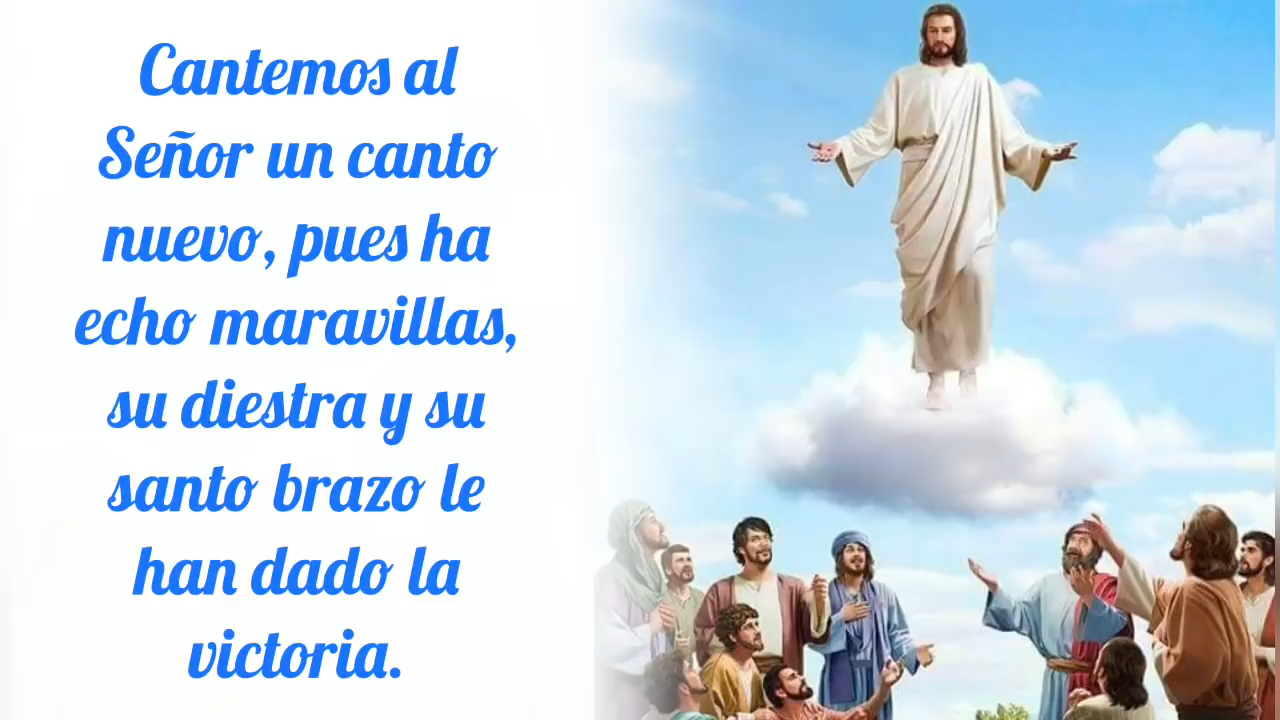 Cantemos al
Señor un canto
nuevo, pues ha
echo maravillas,
su diestra y su
santo brazo le
han dado la
victoria.